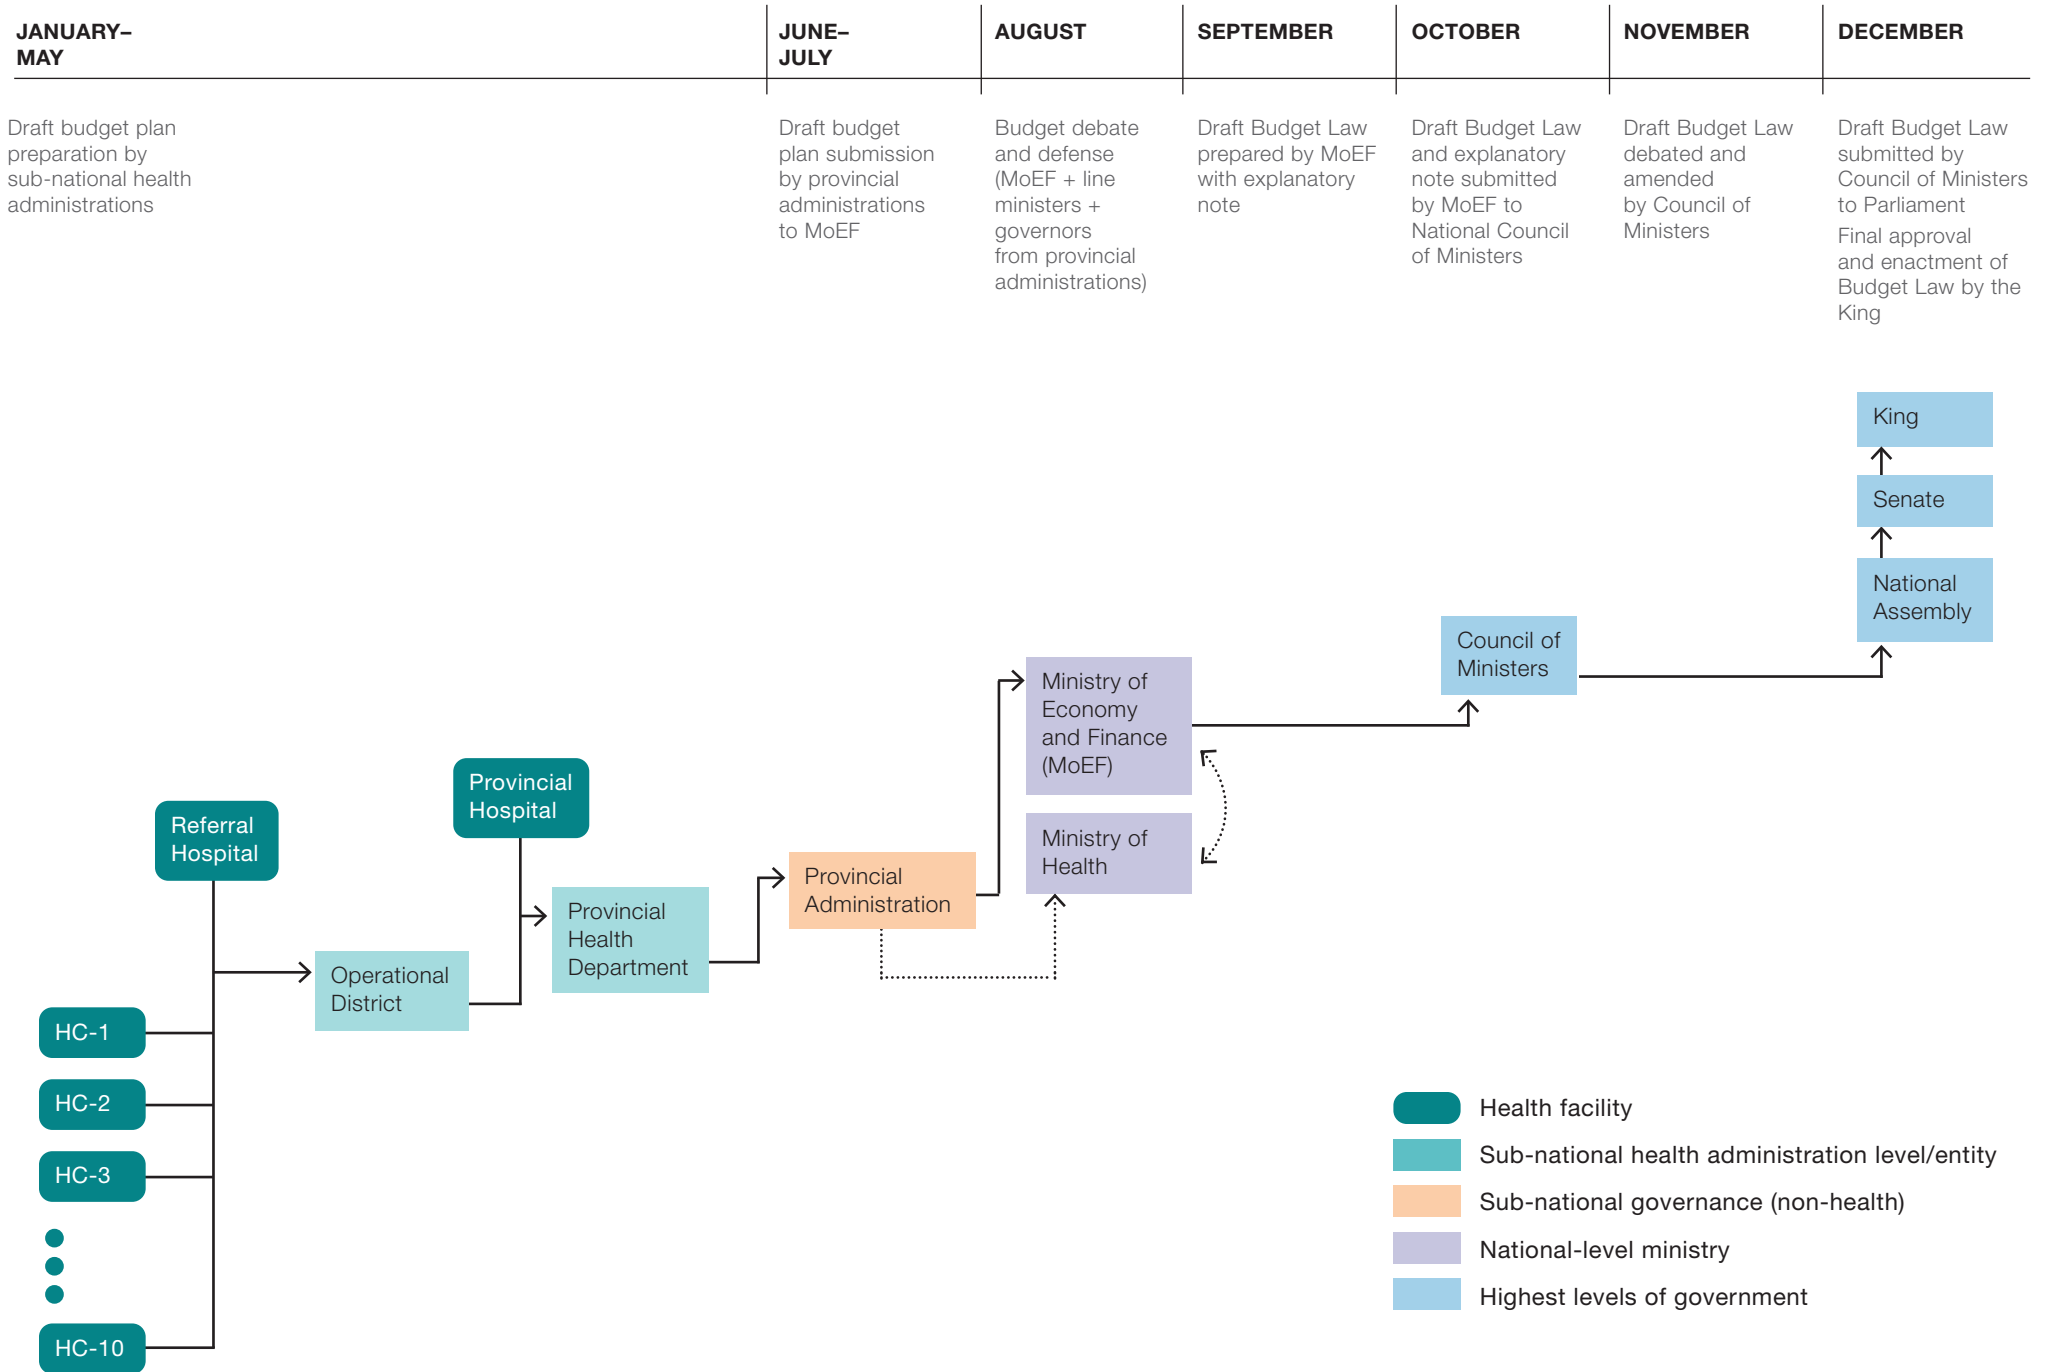 JANUARY–
MAY
JUNE–
JULY
AUGUST
SEPTEMBER
OCTOBER
NOVEMBER
DECEMBER
Draft budget plan
preparation by
sub-national health
administrations
Draft budget
plan submission
by provincial
administrations
to MoEF
Budget debate
and defense
(MoEF + line
ministers +
governors
from provincial
administrations)
Draft Budget Law
prepared by MoEF
with explanatory
note
Draft Budget Law
and explanatory
note submitted
by MoEF to
National Council
of Ministers
Draft Budget Law
debated and
amended
by Council of
Ministers
Draft Budget Law
submitted by
Council of Ministers
to Parliament
Final approval
and enactment of
Budget Law by the
King
King
Senate
National
Assembly
Council of
Ministers
Ministry of
Economy
and Finance
(MoEF)
Ministry of
Health
Provincial
Administration
Provincial
Hospital
Provincial
Health
Department
Referral
Hospital
Operational
District
HC-1
HC-2
HC-3
HC-10
Health facility
Sub-national health administration level/entity
Sub-national governance (non-health)
National-level ministry
Highest levels of government